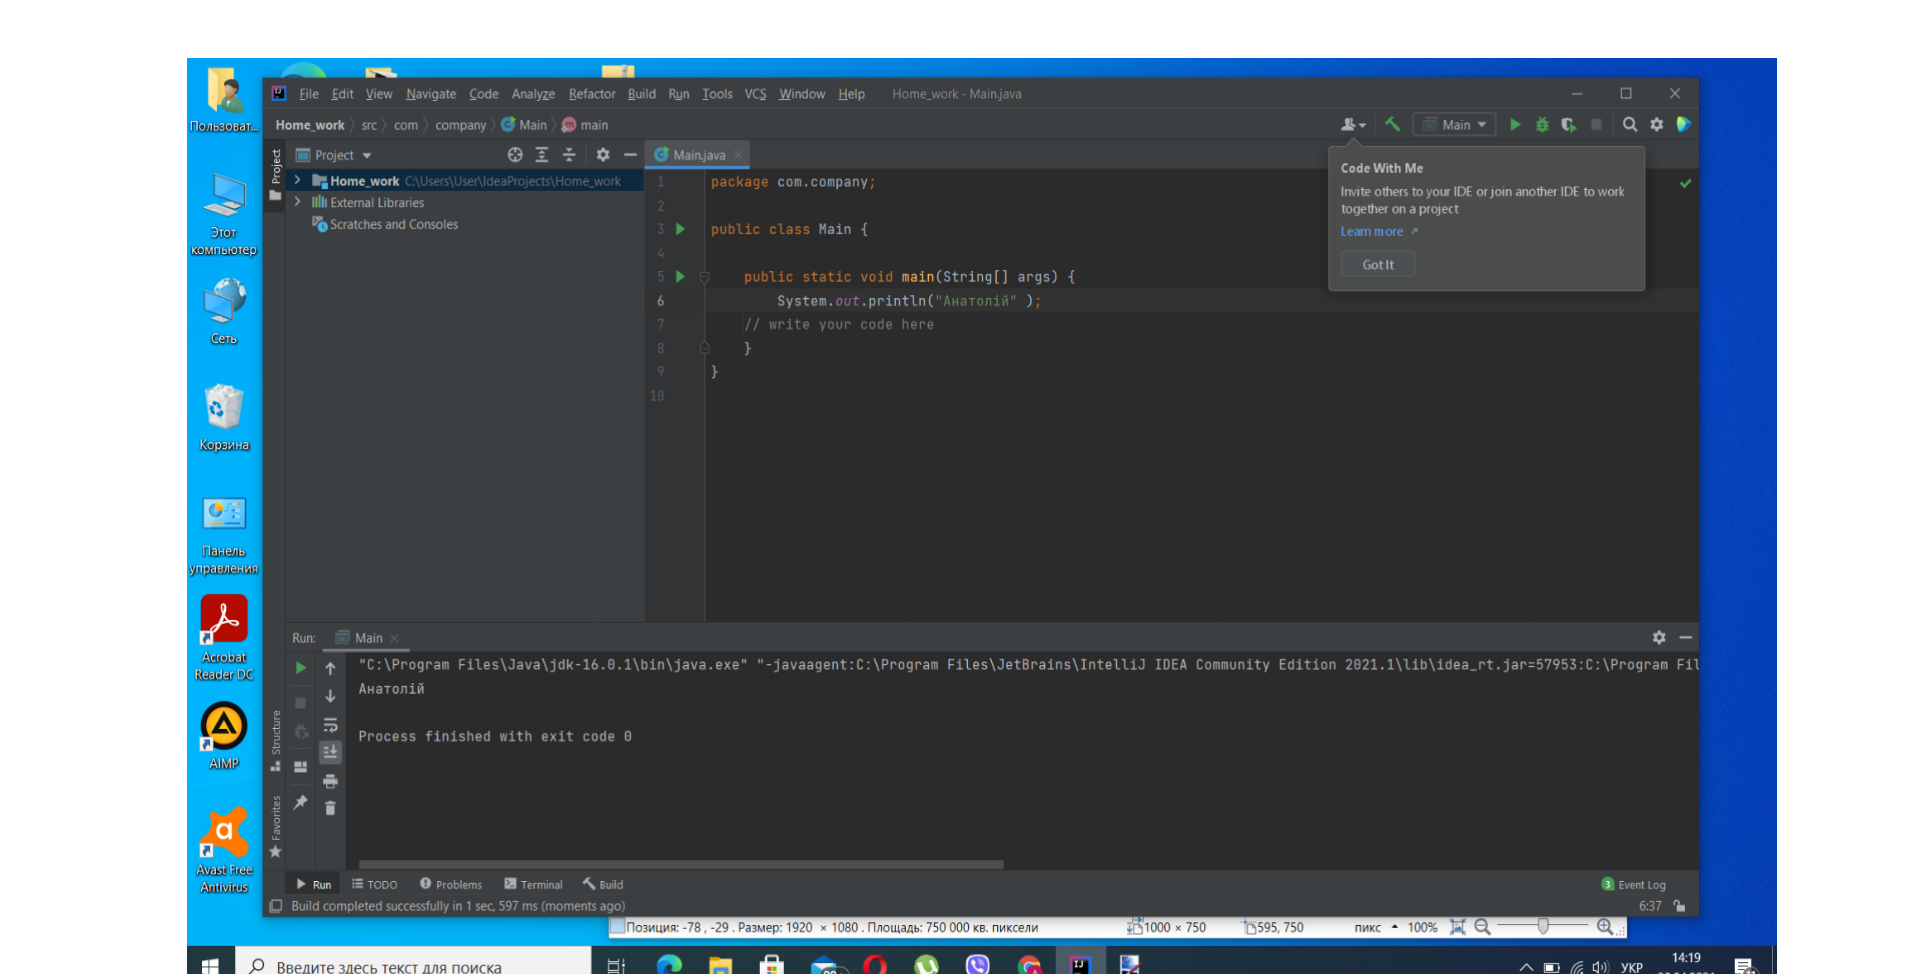 File Edit View Navigate Code Analyze Refactor Build Run Tools VCS Window Help Home_work - Main.java
Home_work src com company Main main
Main
Project
Project
Main.java
Home_work C:\Users\User\IdeaProjects\Home_work
External Libraries
Scratches and Consoles
1 package com.company;
2
3 public class Main {
4
5 public static void main(String[] args) {
6 System.out.println("Анатолій" );
7 // write your code here
8 }
9 }
10
Code With Me
Invite others to your IDE or join another IDE to work
together on a project
Learn more
Got It
Run: Main
"C:\Program Files\Java\jdk-16.0.1\bin\java.exe" "-javaagent:C:\Program Files\JetBrains\IntelliJ IDEA Community Edition 2021.1\lib\idea_rt.jar=57953:C:\Program Fil
Анатолій
Process finished with exit code 0
Structure
Favorites
Run TODO Problems Terminal Build
3 Event Log
Build completed successfully in 1 sec, 597 ms (moments ago)
6:37
Пользоват...
Этот
компьютер
Сеть
Корзина
Панель
управления
Acrobat
Reader DC
AIMP
Avast Free
Antivirus
Позиция: -78 , -29 . Размер: 1920 × 1080 . Площадь: 750 000 кв. пиксели
1000 × 750
595, 750
пикс
100%
Введите здесь текст для поиска
УКР
14:19